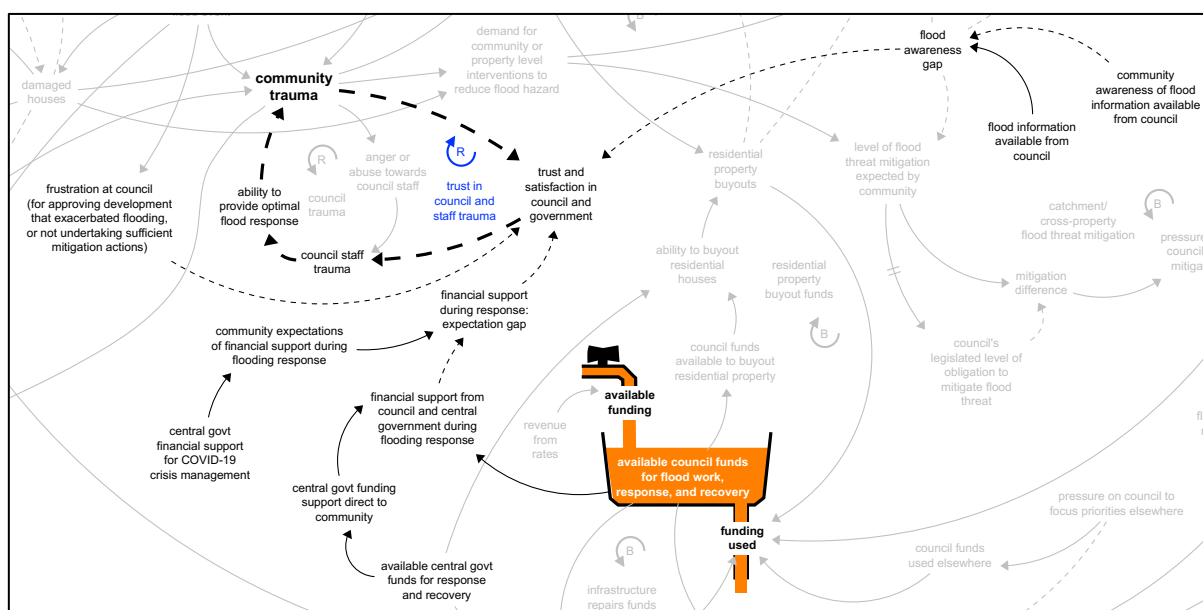 damaged
houses
community
trauma
demand for
community or
property level
interventions to
reduce flood hazard
B
flood
awareness
gap
community
awareness of flood
information available
from council
flood information
available from
council
R
council
trauma
anger or
abuse towards
council staff
R
trust in
council and
staff trauma
trust and
satisfaction in
council and
government
residential
property
buyouts
level of flood
threat mitigation
expected by
community
frustration at council
(for approving development
that exacerbated flooding,
or not undertaking sufficient
mitigation actions)
ability to
provide optimal
flood response
council staff
trauma
catchment/
cross-property
flood threat mitigation
B
ability to buyout
residential
houses
residential
property
buyout funds
B
mitigation
difference
financial support
during response:
expectation gap
community expectations
of financial support during
flooding response
council funds
available to buyout
residential property
council's
legislated level of
obligation to
mitigate flood
threat
central govt
financial support
for COVID-19
crisis management
financial support from
council and central
government during
flooding response
revenue
from
rates
available
funding
available council funds
for flood work,
response, and recovery
central govt funding
support direct to
community
funding
used
pressure on council to
focus priorities elsewhere
council funds
used elsewhere
available central govt
funds for response
and recovery
B
infrastructure
repairs funds